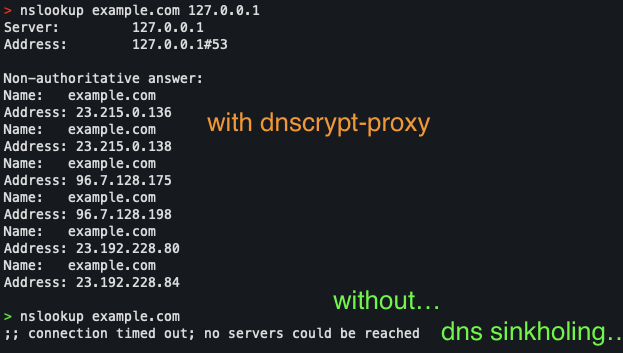 > nslookup example.com 127.0.0.1
Server:         127.0.0.1
Address:        127.0.0.1#53

Non-authoritative answer:
Name:   example.com
Address: 23.215.0.136
with dnscrypt-proxy
Name:   example.com
Address: 23.215.0.138
Name:   example.com
Address: 96.7.128.175
Name:   example.com
Address: 96.7.128.198
Name:   example.com
Address: 23.192.228.80
Name:   example.com
Address: 23.192.228.84
without...
> nslookup example.com
;; connection timed out; no servers could be reached
dns sinkholing..